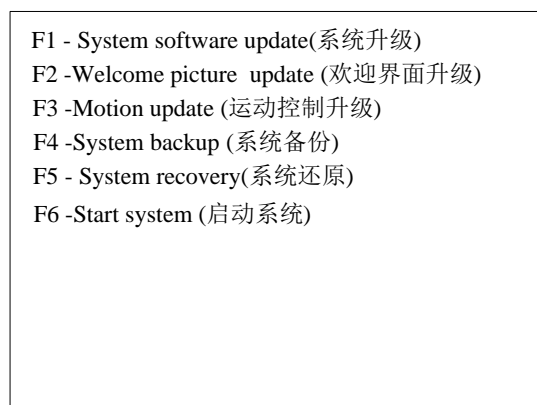 F1 - System software update(系统升级)
F2 -Welcome picture  update (欢迎界面升级)
F3 -Motion update (运动控制升级)
F4 -System backup (系统备份)
F5 - System recovery(系统还原)
F6 -Start system (启动系统)